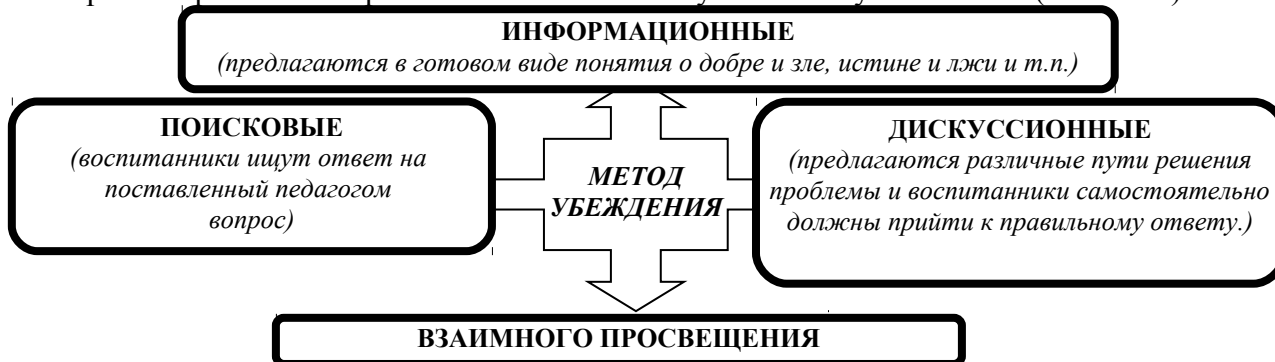 ИНФОРМАЦИОННЫЕ
(предлагаются в готовом виде понятия о добре и зле, истине и лжи и т.п.)
ПОИСКОВЫЕ
(воспитанники ищут ответ на
поставленный педагогом
вопрос)
МЕТОД
УБЕЖДЕНИЯ
ДИСКУССИОННЫЕ
(предлагаются различные пути решения
проблемы и воспитанники самостоятельно
должны прийти к правильному ответу.)
ВЗАИМНОГО ПРОСВЕЩЕНИЯ